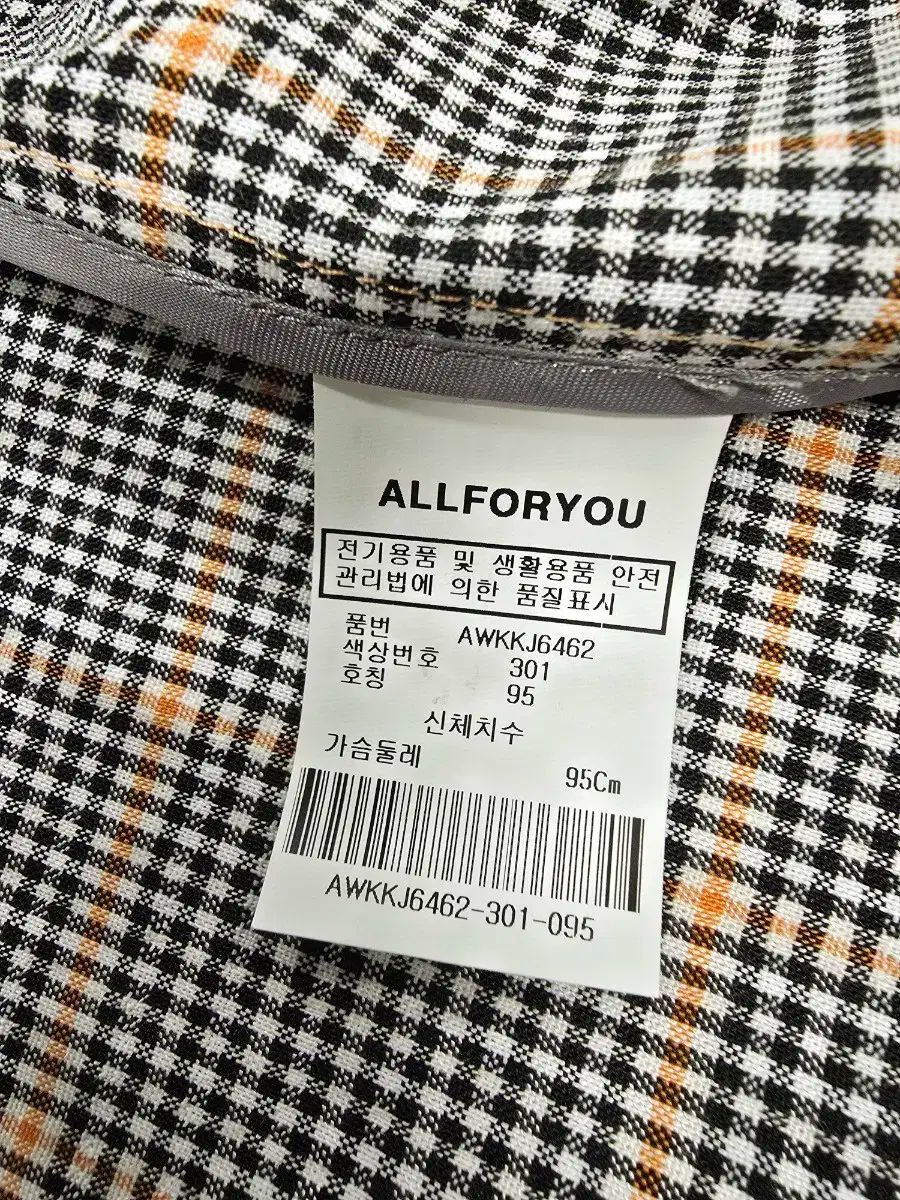 ALLFORYOU
전기용품 및 생활용품 안전
관리법에 의한 품질표시
품번 AWKKJ6462
색상번호 301
호칭 95
신체치수
가슴둘레 95Cm
AWKKJ6462-301-095